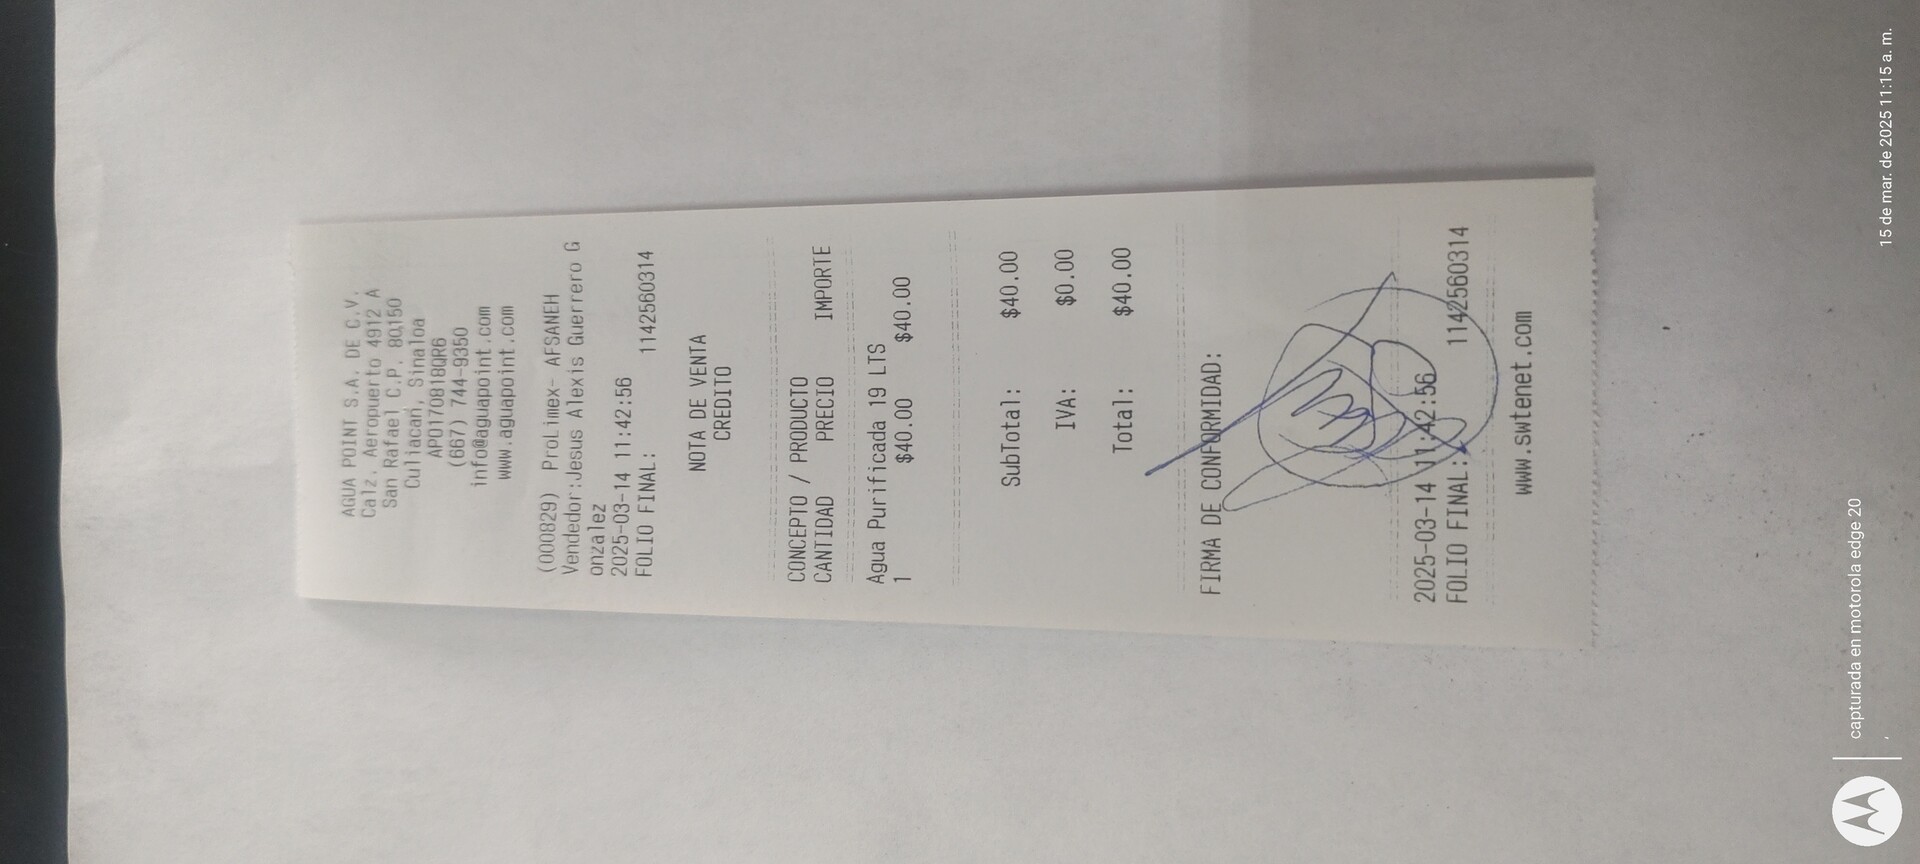 AGUA POINT S.A. DE C.V.
Calz. Aeropuerto 4912 A
San Rafael C.P. 80150
Culiacan, Sinaloa
APO170818QR6
(667) 744-9350
info@aguapoint.com
www.aguapoint.com
(000829) ProLimex- AFSANEH
Vendedor:Jesus Alexis Guerrero G
onzalez
2025-03-14 11:42:56
FOLIO FINAL: 1142560314
NOTA DE VENTA
CREDITO
CONCEPTO / PRODUCTO
CANTIDAD PRECIO IMPORTE
Agua Purificada 19 LTS
1 $40.00 $40.00
SubTotal: $40.00
IVA: $0.00
Total: $40.00
FIRMA DE CONFORMIDAD:
2025-03-14 11:42:56
FOLIO FINAL: 1142560314
www.swtenet.com
capturada en motorola edge 20
15 de mar. de 2025 11:15 a. m.